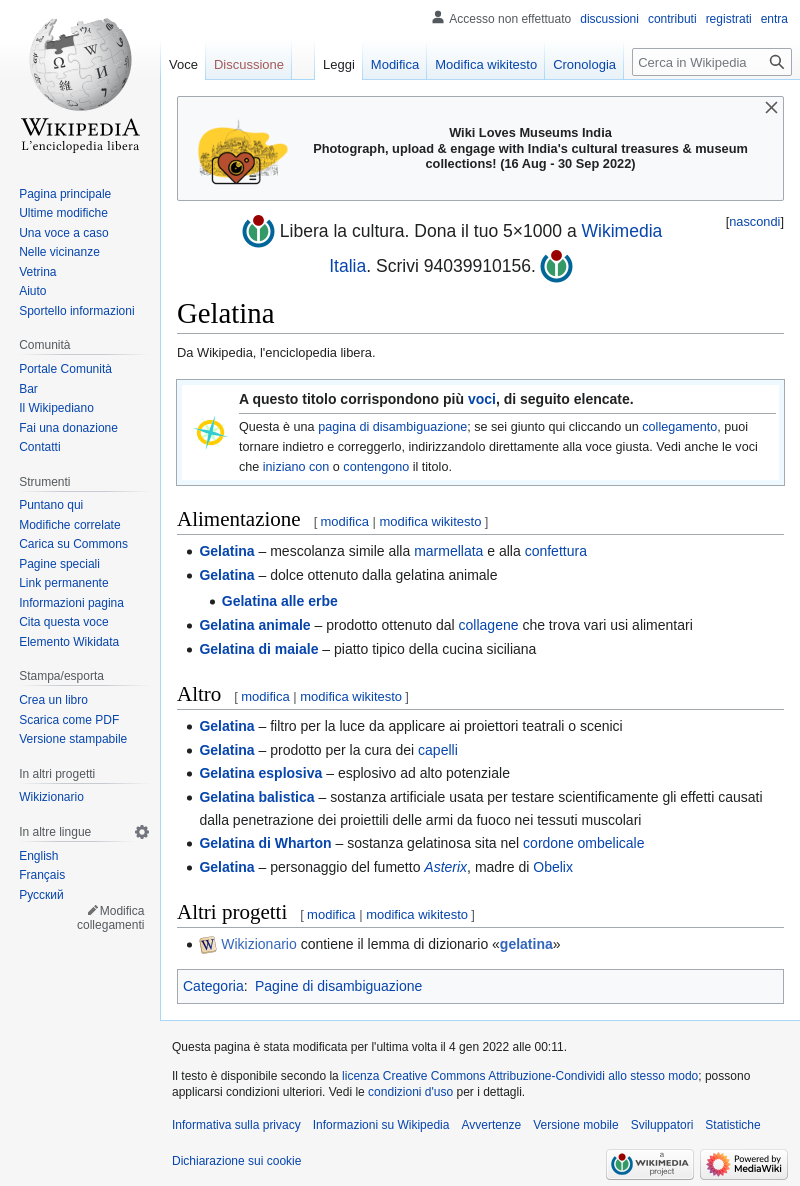 Accesso non effettuato discussioni contributi registrati entra
Voce Discussione Leggi Modifica Modifica wikitesto Cronologia Cerca in Wikipedia
WIKIPEDIA
L'enciclopedia libera
Pagina principale
Ultime modifiche
Una voce a caso
Nelle vicinanze
Vetrina
Aiuto
Sportello informazioni
Comunità
Portale Comunità
Bar
Il Wikipediano
Fai una donazione
Contatti
Strumenti
Puntano qui
Modifiche correlate
Carica su Commons
Pagine speciali
Link permanente
Informazioni pagina
Cita questa voce
Elemento Wikidata
Stampa/esporta
Crea un libro
Scarica come PDF
Versione stampabile
In altri progetti
Wikizionario
In altre lingue
English
Français
Русский
Modifica
collegamenti
Wiki Loves Museums India
Photograph, upload & engage with India's cultural treasures & museum
collections! (16 Aug - 30 Sep 2022)
[nascondi]
Libera la cultura. Dona il tuo 5×1000 a Wikimedia
Italia. Scrivi 94039910156.
Gelatina
Da Wikipedia, l'enciclopedia libera.
A questo titolo corrispondono più voci, di seguito elencate.
Questa è una pagina di disambiguazione; se sei giunto qui cliccando un collegamento, puoi
tornare indietro e correggerlo, indirizzandolo direttamente alla voce giusta. Vedi anche le voci
che iniziano con o contengono il titolo.
Alimentazione [ modifica | modifica wikitesto ]
• Gelatina – mescolanza simile alla marmellata e alla confettura
• Gelatina – dolce ottenuto dalla gelatina animale
• Gelatina alle erbe
• Gelatina animale – prodotto ottenuto dal collagene che trova vari usi alimentari
• Gelatina di maiale – piatto tipico della cucina siciliana
Altro [ modifica | modifica wikitesto ]
• Gelatina – filtro per la luce da applicare ai proiettori teatrali o scenici
• Gelatina – prodotto per la cura dei capelli
• Gelatina esplosiva – esplosivo ad alto potenziale
• Gelatina balistica – sostanza artificiale usata per testare scientificamente gli effetti causati
dalla penetrazione dei proiettili delle armi da fuoco nei tessuti muscolari
• Gelatina di Wharton – sostanza gelatinosa sita nel cordone ombelicale
• Gelatina – personaggio del fumetto Asterix, madre di Obelix
Altri progetti [ modifica | modifica wikitesto ]
• Wikizionario contiene il lemma di dizionario «gelatina»
Categoria: Pagine di disambiguazione
Questa pagina è stata modificata per l'ultima volta il 4 gen 2022 alle 00:11.
Il testo è disponibile secondo la licenza Creative Commons Attribuzione-Condividi allo stesso modo; possono
applicarsi condizioni ulteriori. Vedi le condizioni d'uso per i dettagli.
Informativa sulla privacy Informazioni su Wikipedia Avvertenze Versione mobile Sviluppatori Statistiche
Dichiarazione sui cookie
a
WIKIMEDIA
project
Powered by
MediaWiki